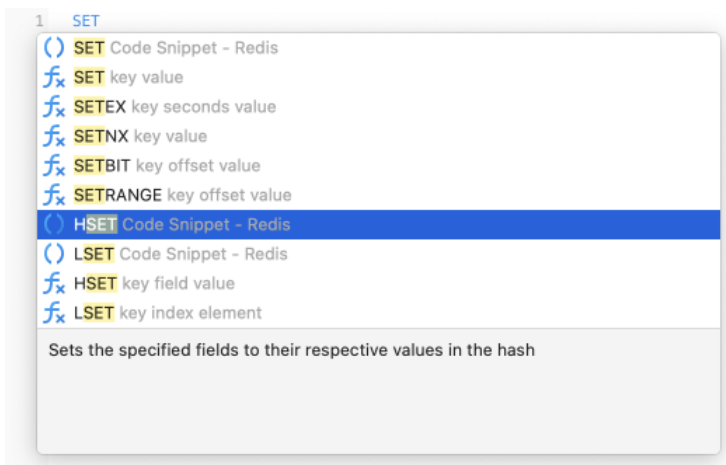 1 SET
SET Code Snippet - Redis
SET key value
SETEX key seconds value
SETNX key value
SETBIT key offset value
SETRANGE key offset value
HSET Code Snippet - Redis
LSET Code Snippet - Redis
HSET key field value
LSET key index element
Sets the specified fields to their respective values in the hash